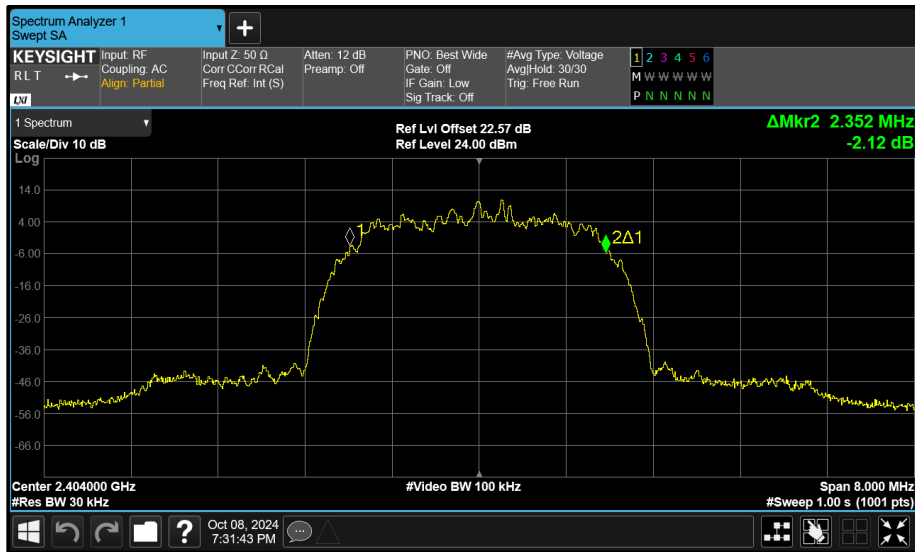 Spectrum Analyzer 1
Swept SA
KEYSIGHT
RLT
LXI
Input: RF
Coupling: AC
Align: Partial
Input Z: 50 Ω
Corr CCorr RCal
Freq Ref: Int (S)
Atten: 12 dB
Preamp: Off
PNO: Best Wide
Gate: Off
IF Gain: Low
Sig Track: Off
#Avg Type: Voltage
Avg|Hold: 30/30
Trig: Free Run
1 2 3 4 5 6
M W W W W W
P N N N N N
1 Spectrum
Scale/Div 10 dB
Log
Ref Lvl Offset 22.57 dB
Ref Level 24.00 dBm
ΔMkr2 2.352 MHz
-2.12 dB
14.0
4.00
-6.00
-16.0
-26.0
-36.0
-46.0
-56.0
-66.0
1
2Δ1
Center 2.404000 GHz
#Video BW 100 kHz
Span 8.000 MHz
#Res BW 30 kHz
#Sweep 1.00 s (1001 pts)
Oct 08, 2024
7:31:43 PM